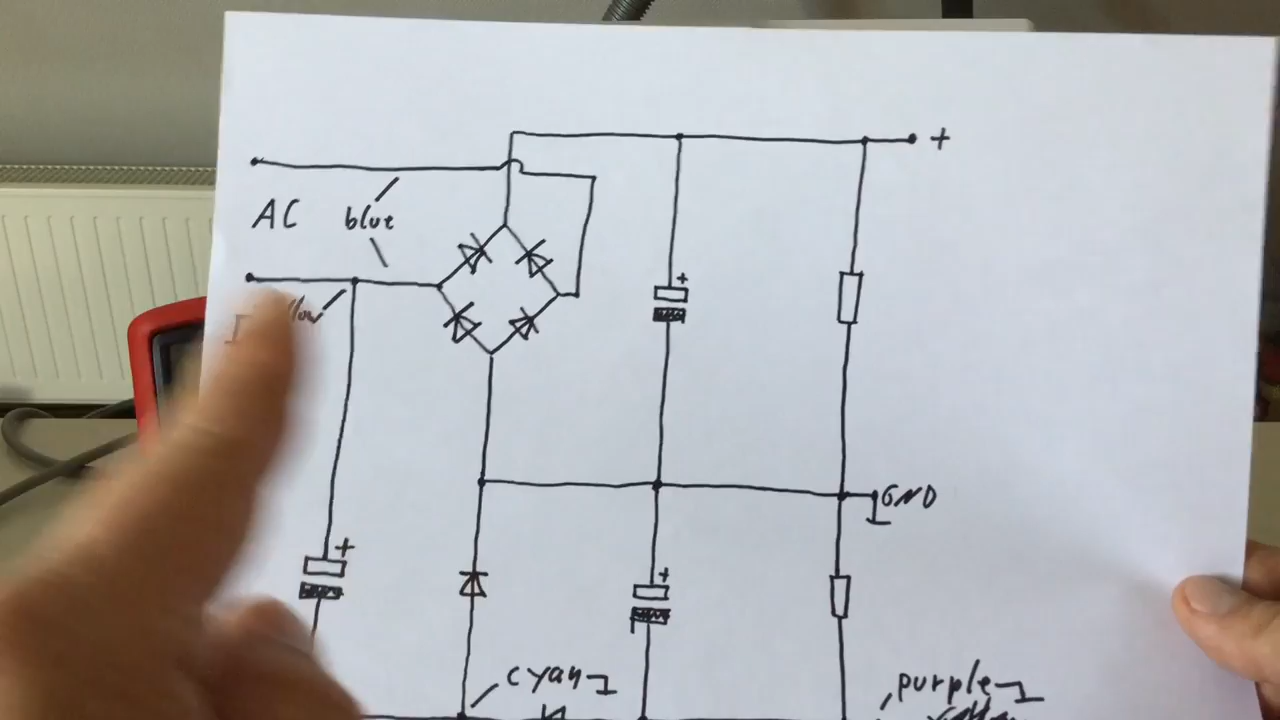 +
AC
blue
+
GND
+
+
cyan
purple